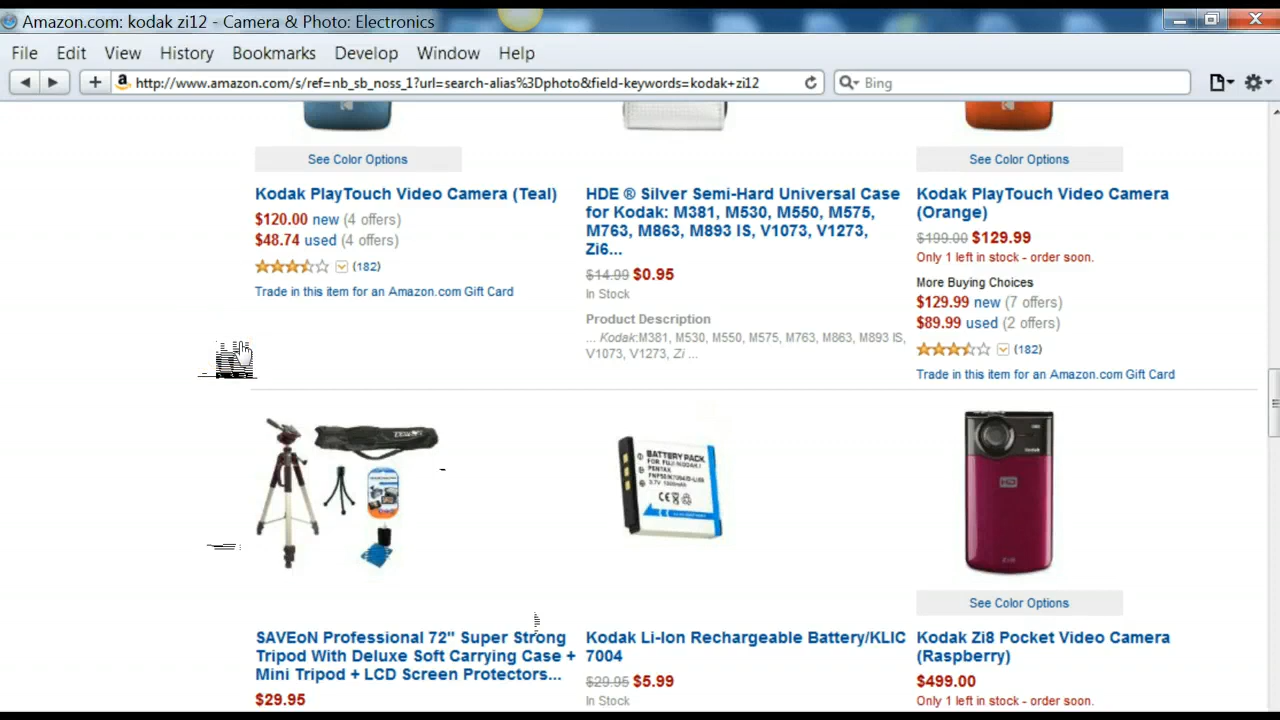 Amazon.com: kodak zi12 - Camera & Photo: Electronics
File Edit View History Bookmarks Develop Window Help
http://www.amazon.com/s/ref=nb_sb_noss_1?url=search-alias%3Dphoto&field-keywords=kodak+zi12
Bing
See Color Options
Kodak PlayTouch Video Camera (Teal)
$120.00 new (4 offers)
$48.74 used (4 offers)
(182)
Trade in this item for an Amazon.com Gift Card
HDE ® Silver Semi-Hard Universal Case
for Kodak: M381, M530, M550, M575,
M763, M863, M893 IS, V1073, V1273,
Zi6...
$14.99 $0.95
In Stock
Product Description
... Kodak:M381, M530, M550, M575, M763, M863, M893 IS,
V1073, V1273, Zi ...
See Color Options
Kodak PlayTouch Video Camera
(Orange)
$199.00 $129.99
Only 1 left in stock - order soon.
More Buying Choices
$129.99 new (7 offers)
$89.99 used (2 offers)
(182)
Trade in this item for an Amazon.com Gift Card
SAVEoN Professional 72" Super Strong
Tripod With Deluxe Soft Carrying Case +
Mini Tripod + LCD Screen Protectors...
$29.95
BATTERY PACK
Kodak Li-Ion Rechargeable Battery/KLIC
7004
$29.95 $5.99
In Stock
HD
Zi8
See Color Options
Kodak Zi8 Pocket Video Camera
(Raspberry)
$499.00
Only 1 left in stock - order soon.